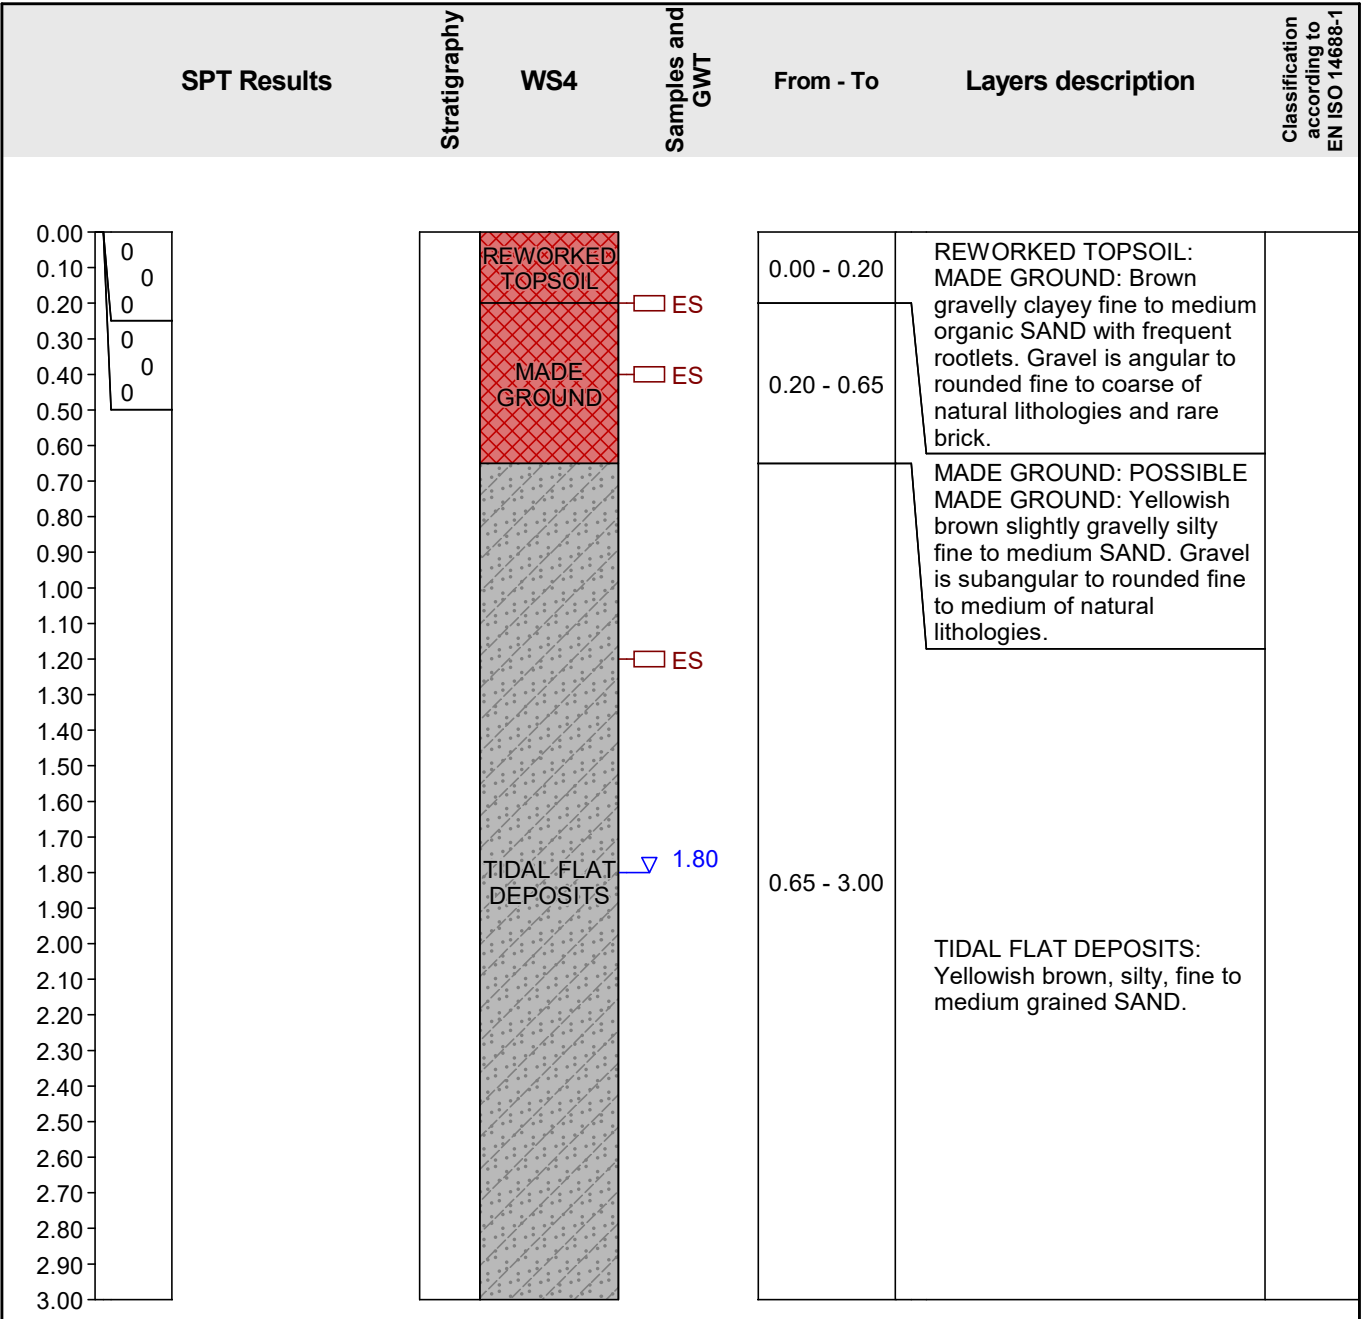 SPT Results
Stratigraphy
WS4
Samples and
GWT
From - To
Layers description
Classification
according to
EN ISO 14688-1
0.00
0.10
0.20
0.30
0.40
0.50
0.60
0.70
0.80
0.90
1.00
1.10
1.20
1.30
1.40
1.50
1.60
1.70
1.80
1.90
2.00
2.10
2.20
2.30
2.40
2.50
2.60
2.70
2.80
2.90
3.00
0
0
0
0
0
0
REWORKED
TOPSOIL
MADE
GROUND
TIDAL FLAT
DEPOSITS
ES
ES
ES
1.80
0.00 - 0.20
0.20 - 0.65
0.65 - 3.00
REWORKED TOPSOIL:
MADE GROUND: Brown
gravelly clayey fine to medium
organic SAND with frequent
rootlets. Gravel is angular to
rounded fine to coarse of
natural lithologies and rare
brick.
MADE GROUND: POSSIBLE
MADE GROUND: Yellowish
brown slightly gravelly silty
fine to medium SAND. Gravel
is subangular to rounded fine
to medium of natural
lithologies.
TIDAL FLAT DEPOSITS:
Yellowish brown, silty, fine to
medium grained SAND.